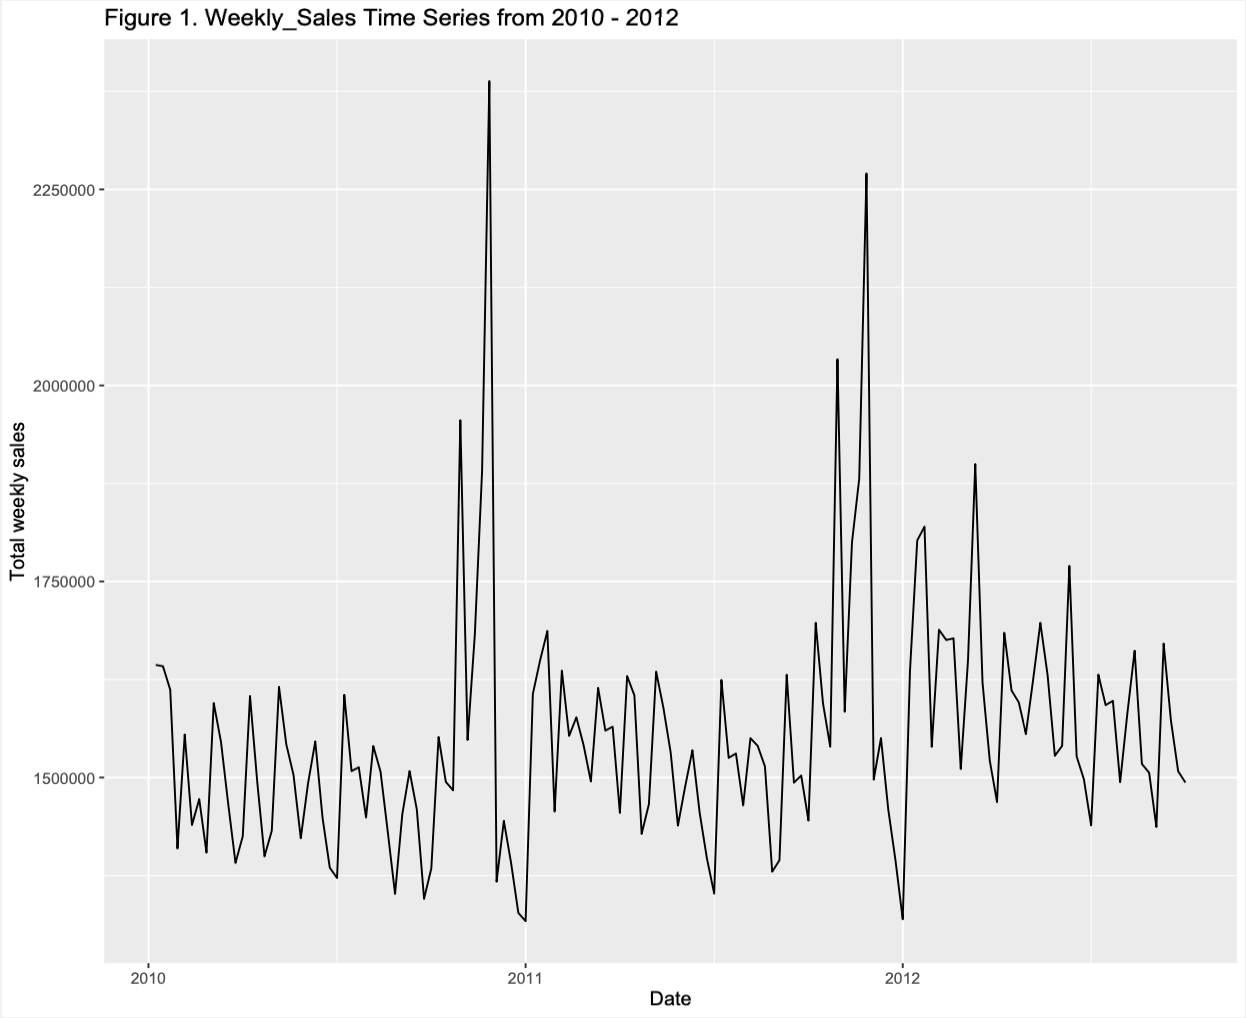 Figure 1. Weekly_Sales Time Series from 2010 - 2012
Total weekly sales
2250000
2000000
1750000
1500000
2010
2011
2012
Date